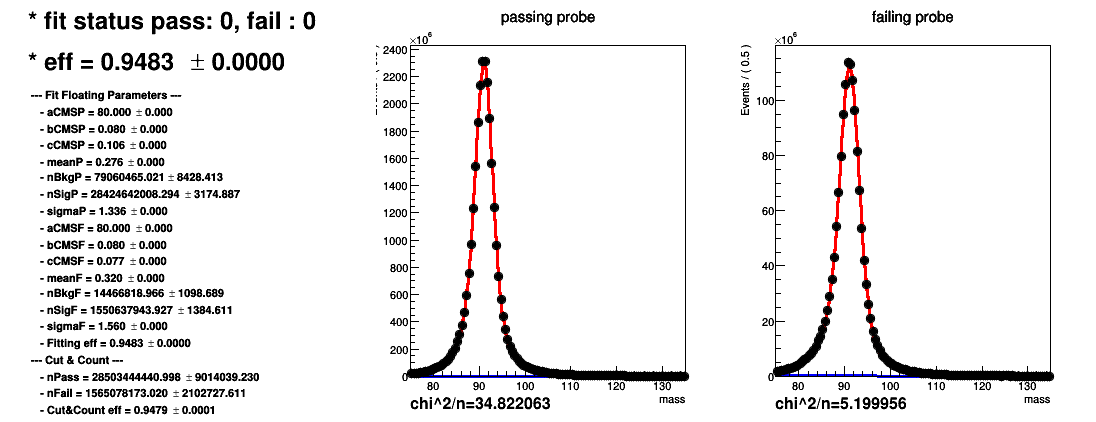 * fit status pass: 0, fail : 0
* eff = 0.9483 ± 0.0000
--- Fit Floating Parameters ---
- aCMSP = 80.000 ± 0.000
- bCMSP = 0.080 ± 0.000
- cCMSP = 0.106 ± 0.000
- meanP = 0.276 ± 0.000
- nBkgP = 79060465.021 ± 8428.413
- nSigP = 28424642008.294 ± 3174.887
- sigmaP = 1.336 ± 0.000
- aCMSF = 80.000 ± 0.000
- bCMSF = 0.080 ± 0.000
- cCMSF = 0.077 ± 0.000
- meanF = 0.320 ± 0.000
- nBkgF = 14466818.966 ± 1098.689
- nSigF = 1550637943.927 ± 1384.611
- sigmaF = 1.560 ± 0.000
- Fitting eff = 0.9483 ± 0.0000
--- Cut & Count ---
- nPass = 28503444440.998 ± 9014039.230
- nFail = 1565078173.020 ± 2102727.611
- Cut&Count eff = 0.9479 ± 0.0001
passing probe
×10^6
2400
2200
2000
1800
1600
1400
1200
1000
800
600
400
200
0
80 90 100 110 120 130
mass
chi^2/n=34.822063
failing probe
×10^6
Events / ( 0.5 )
100
80
60
40
20
0
80 90 100 110 120 130
mass
chi^2/n=5.199956